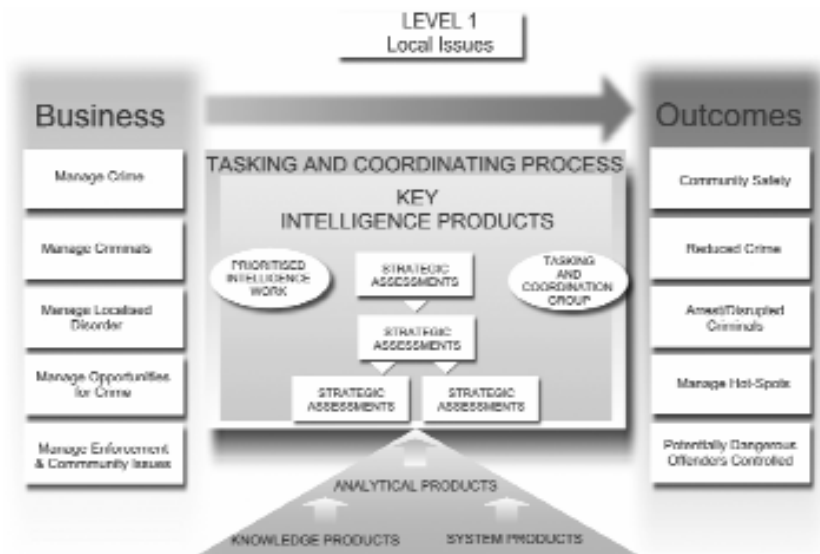 LEVEL 1
Local Issues
Business
Manage Crime
Manage Criminals
Manage Localised
Disorder
Manage Opportunities
for Crime
Manage Enforcement
& Commmunity Issues
TASKING AND COORDINATING PROCESS
KEY
INTELLIGENCE PRODUCTS
PRIORITISED
INTELLIGENCE
WORK
STRATEGIC
ASSESSMENTS
TASKING
AND
COORDINATION
GROUP
STRATEGIC
ASSESSMENTS
STRATEGIC
ASSESSMENTS
STRATEGIC
ASSESSMENTS
ANALYTICAL PRODUCTS
KNOWLEDGE PRODUCTS
SYSTEM PRODUCTS
Outcomes
Community Safety
Reduced Crime
Arrest/Disrupted
Criminals
Manage Hot-Spots
Potentially Dangerous
Offenders Controlled